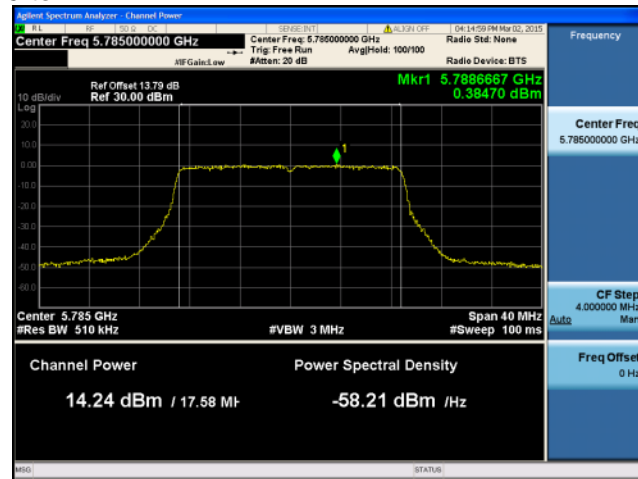 Agilent Spectrum Analyzer - Channel Power
RL RF 50 Ω DC SENSE:INT ALIGN OFF 04:14:59 PM Mar 02, 2015
Center Freq 5.785000000 GHz
Center Freq: 5.785000000 GHz
Radio Std: None
Trig: Free Run Avg|Hold: 100/100
#IFGain:Low #Atten: 20 dB Radio Device: BTS
Frequency
Mkr1 5.7886667 GHz
0.38470 dBm
Ref Offset 13.79 dB
10 dB/div Ref 30.00 dBm
Log
20.0
10.0
0.00
-10.0
-20.0
-30.0
-40.0
-50.0
-60.0
1
Center 5.785 GHz Span 40 MHz
#Res BW 510 kHz #VBW 3 MHz #Sweep 100 ms
Channel Power Power Spectral Density
14.24 dBm / 17.58 MH -58.21 dBm /Hz
Center Freq
5.785000000 GHz
CF Step
4.000000 MHz
Auto Man
Freq Offset
0 Hz
MSG STATUS